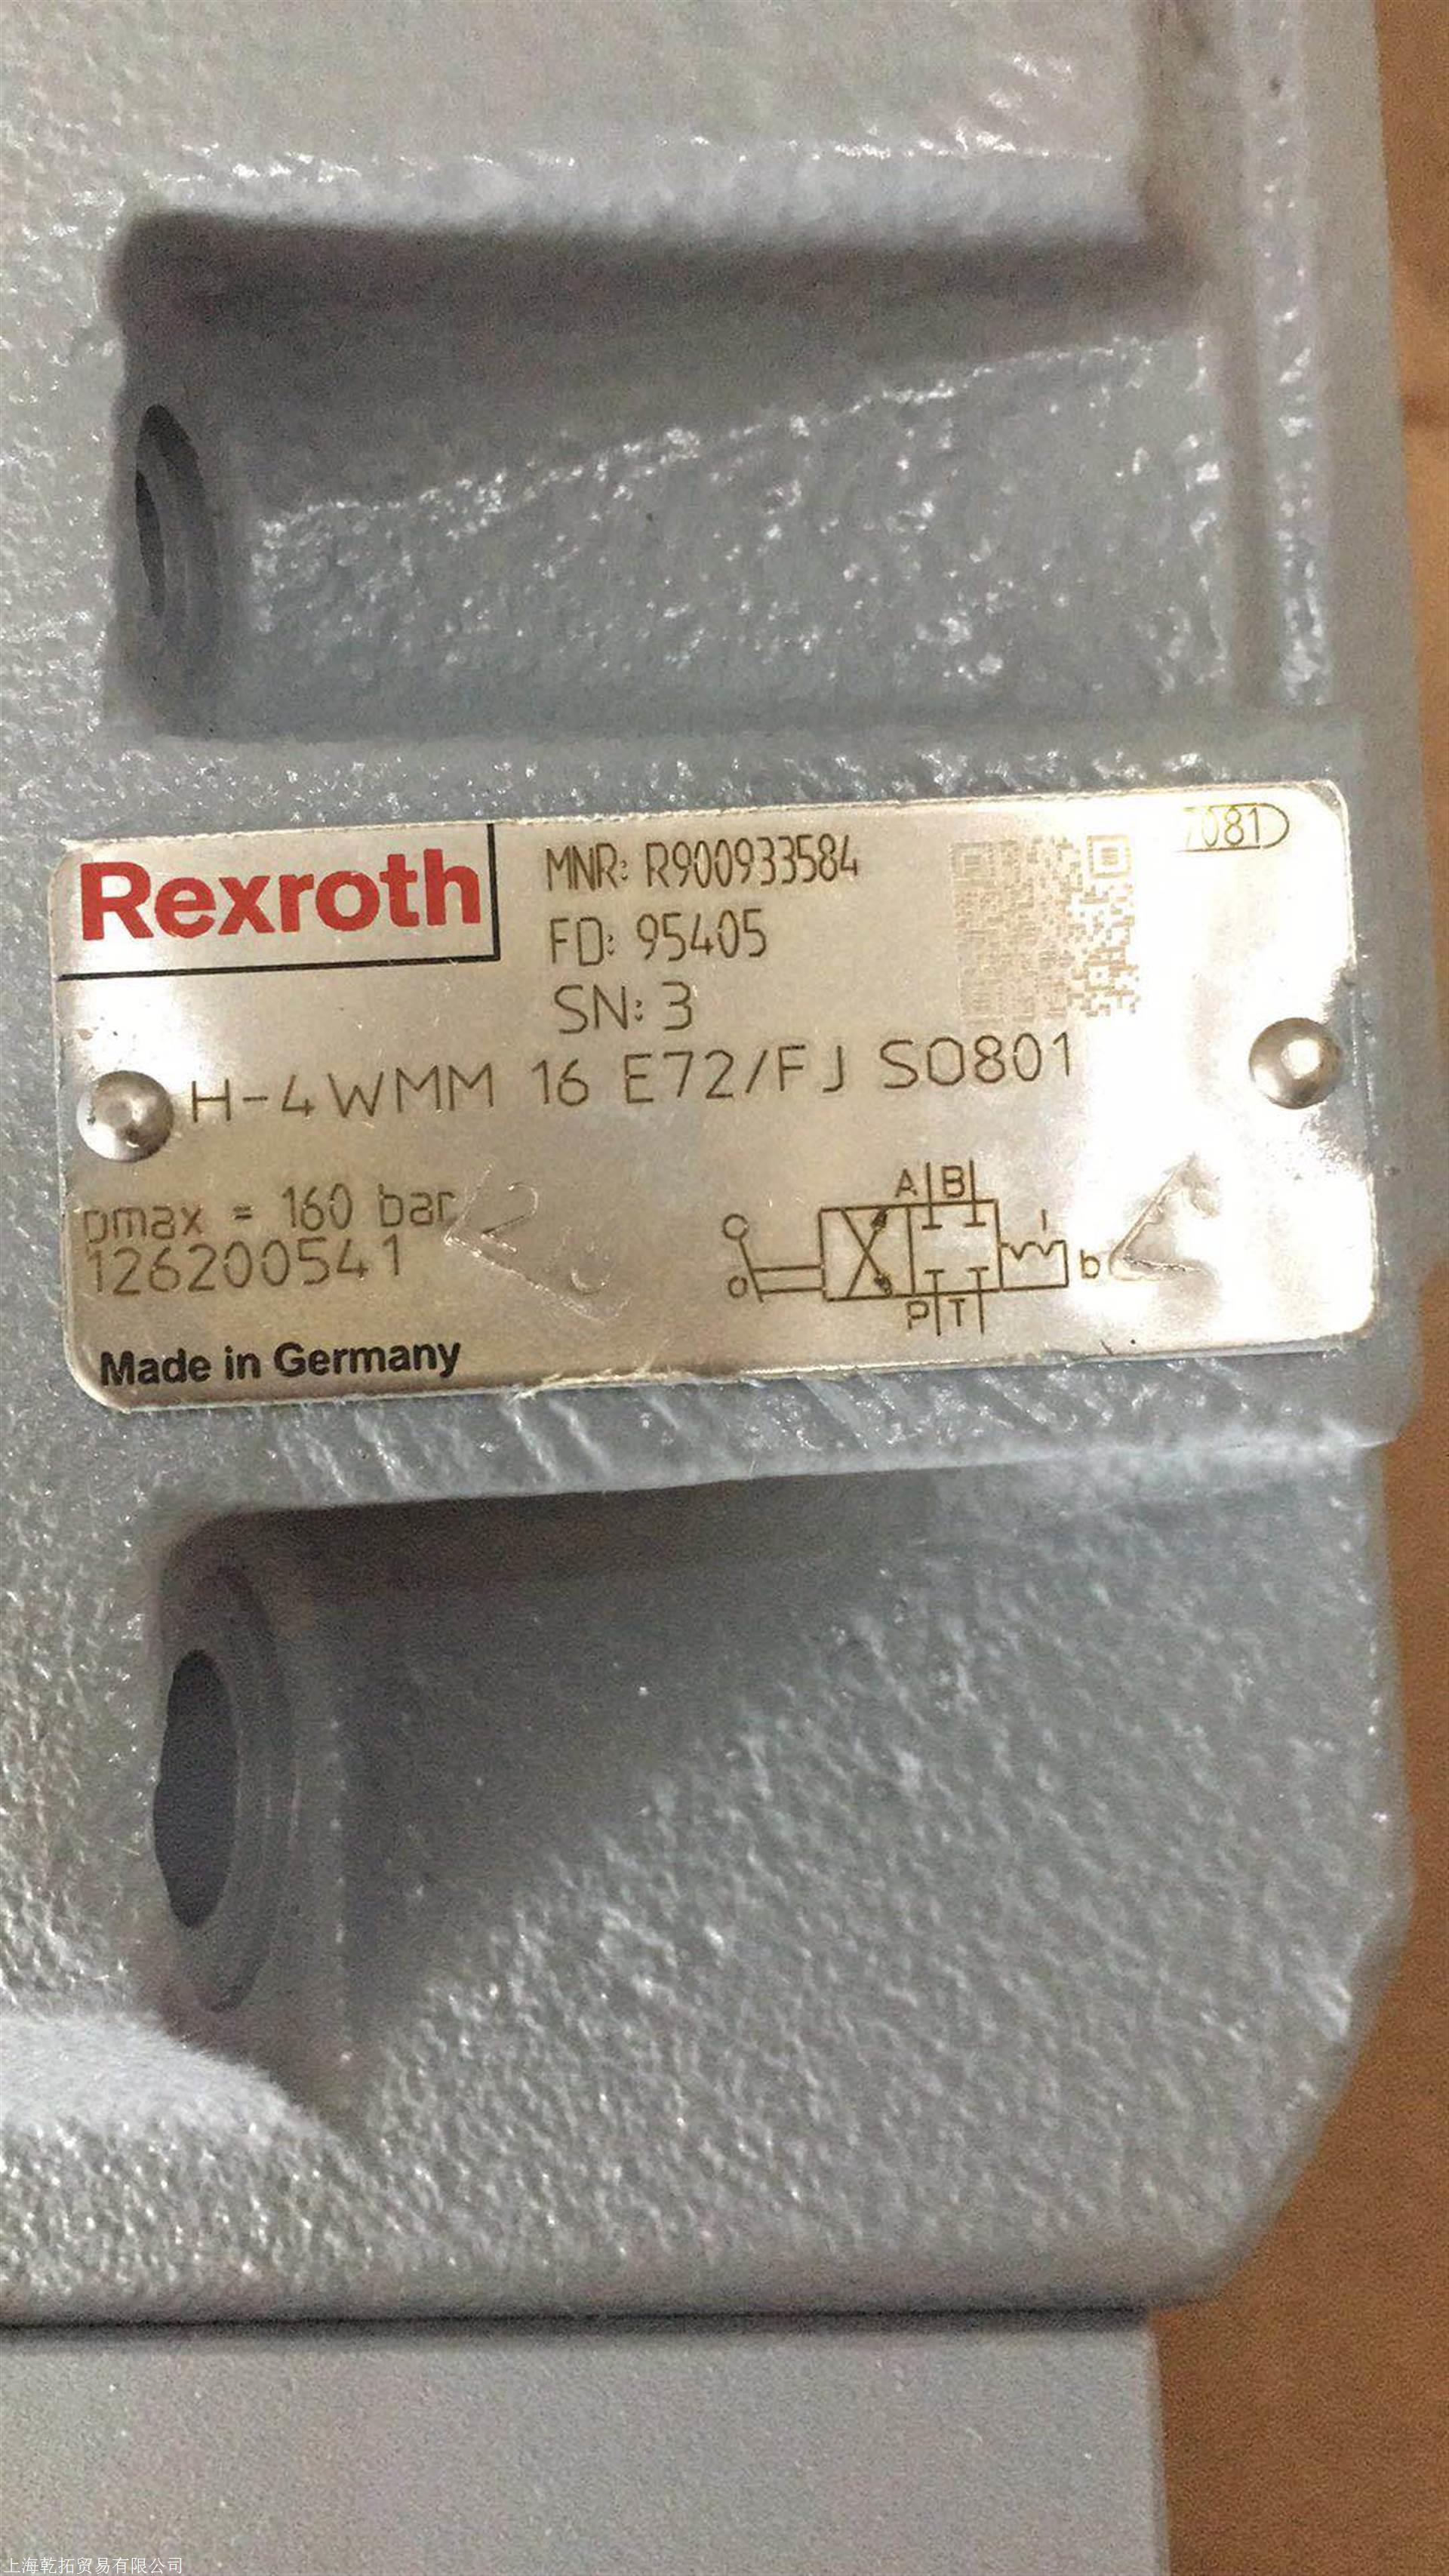 Rexroth
MNR: R900933584
FD: 95405
SN: 3
7081
H-4WMM 16 E72/FJ SO801
pmax = 160 bar
126200541
A B
b
P T
Made in Germany
上海乾拓贸易有限公司